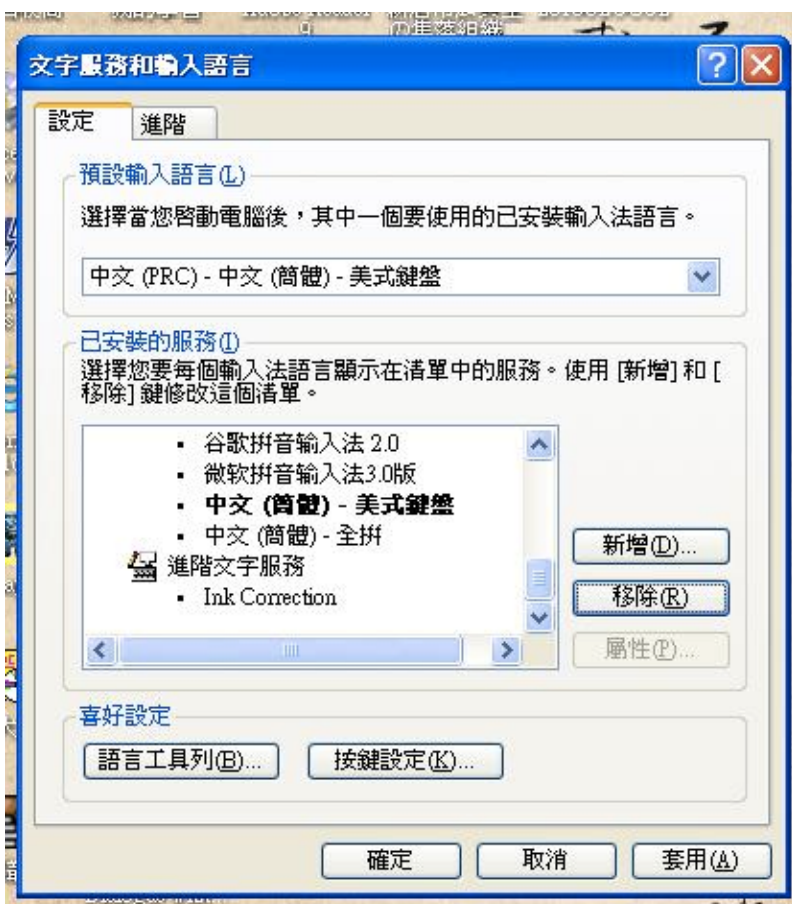 の集落組織
文字服務和輸入語言
設定
進階
預設輸入語言(L)
選擇當您啓動電腦後，其中一個要使用的已安裝輸入法語言。
中文 (PRC) - 中文 (簡體) - 美式鍵盤
已安裝的服務(I)
選擇您要每個輸入法語言顯示在清單中的服務。使用 [新增] 和 [
移除] 鍵修改這個清單。
谷歌拼音输入法 2.0
微软拼音输入法3.0版
中文 (簡體) - 美式鍵盤
中文 (簡體) - 全拼
進階文字服務
Ink Correction
新增(D)...
移除(R)
屬性(P)...
喜好設定
語言工具列(B)...
按鍵設定(K)...
確定
取消
套用(A)